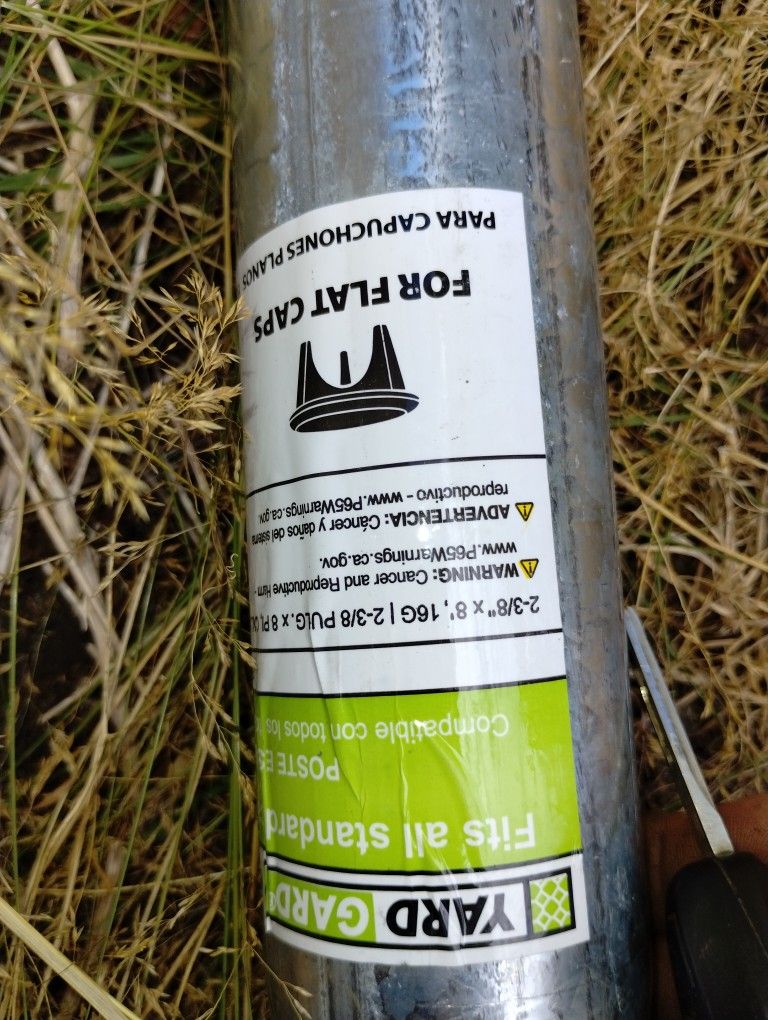 YARD GARD®
Fits all standard
POSTE ES
Compatible con todos los
2-3/8" x 8', 16G | 2-3/8 PULG. x 8 PI, CAL
WARNING: Cancer and Reproductive Harm -
www.P65Warnings.ca.gov.
ADVERTENCIA: Cáncer y daños del sistema
reproductivo - www.P65Warnings.ca.gov.
FOR FLAT CAPS
PARA CAPUCHONES PLANOS